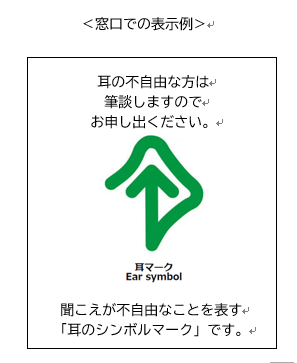 ＜窓口での表示例＞
耳の不自由な方は
筆談しますので
お申し出ください。
耳マーク
Ear symbol
聞こえが不自由なことを表す
「耳のシンボルマーク」です。